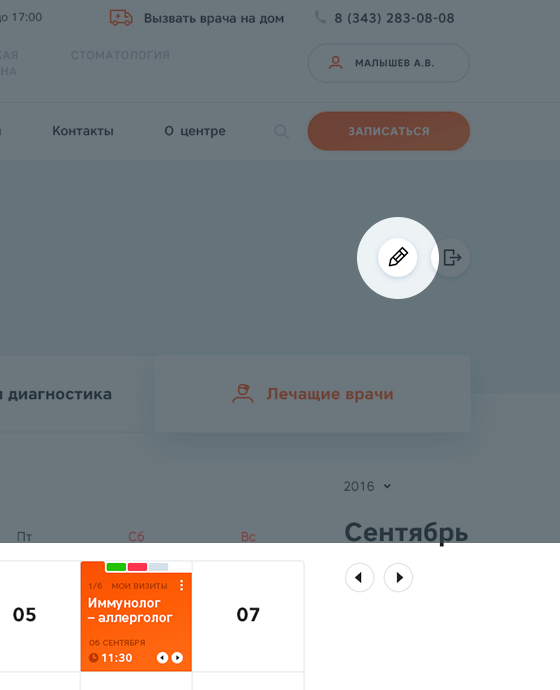 до 17:00
Вызвать врача на дом
8 (343) 283-08-08
СКАЯ
НА
СТОМАТОЛОГИЯ
МАЛЫШЕВ А.В.
Контакты
О центре
ЗАПИСАТЬСЯ
диагностика
Лечащие врачи
2016
Сентябрь
Пт
Сб
Вс
05
1/6 МОИ ВИЗИТЫ
Иммунолог
– аллерголог
06 СЕНТЯБРЯ
11:30
07